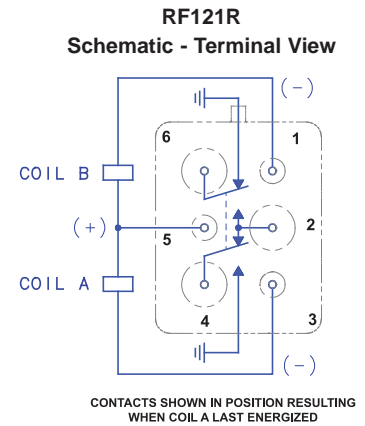 RF121R
Schematic - Terminal View
(-)
6
1
COIL B
(+)
5
2
COIL A
4
3
(-)
CONTACTS SHOWN IN POSITION RESULTING
WHEN COIL A LAST ENERGIZED